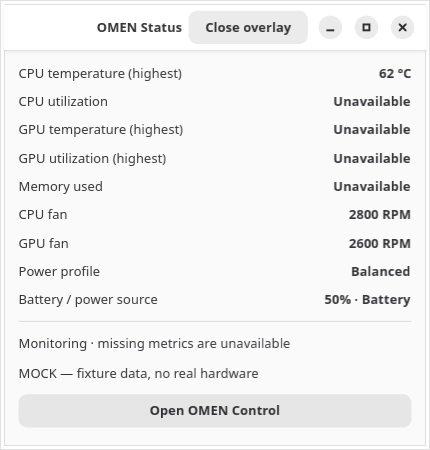 OMEN Status
Close overlay
CPU temperature (highest) 62 °C
CPU utilization Unavailable
GPU temperature (highest) Unavailable
GPU utilization (highest) Unavailable
Memory used Unavailable
CPU fan 2800 RPM
GPU fan 2600 RPM
Power profile Balanced
Battery / power source 50% · Battery
Monitoring · missing metrics are unavailable
MOCK — fixture data, no real hardware
Open OMEN Control